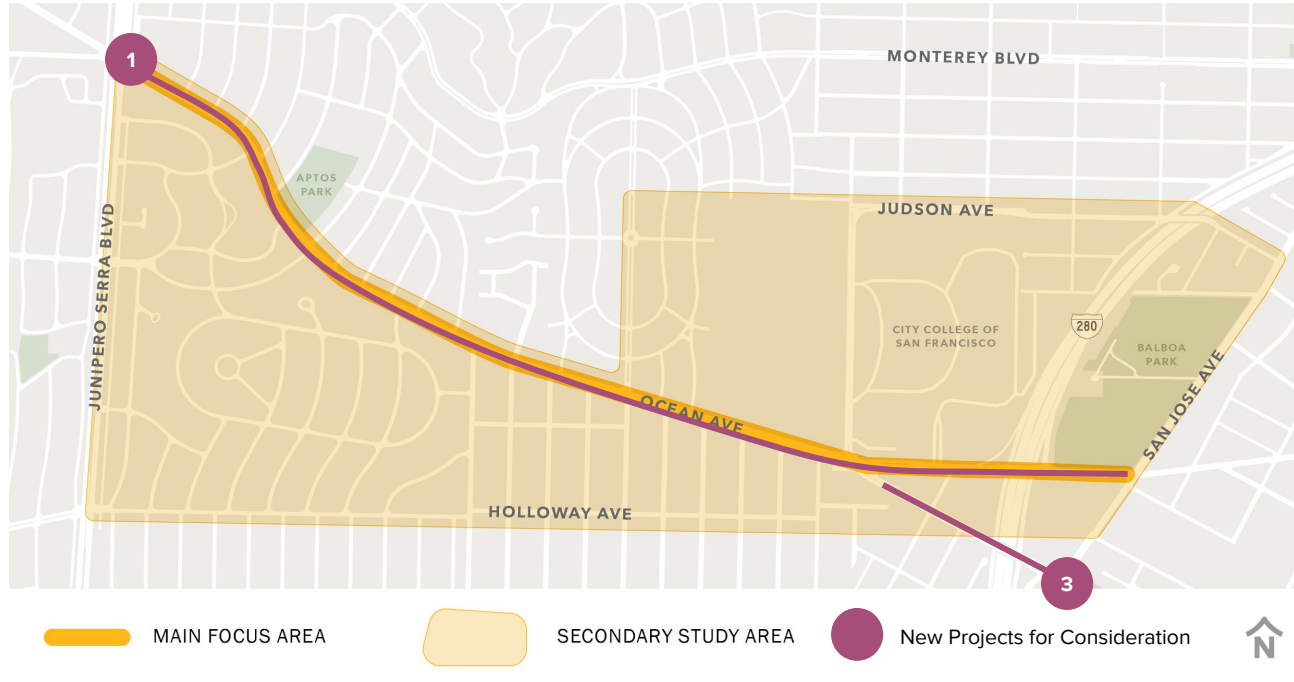 1
MONTEREY BLVD
APTOS
PARK
JUDSON AVE
JUNIPERO SERRA BLVD
280
CITY COLLEGE OF
SAN FRANCISCO
BALBOA
PARK
SAN JOSE AVE
OCEAN AVE
HOLLOWAY AVE
3
MAIN FOCUS AREA
SECONDARY STUDY AREA
New Projects for Consideration
N